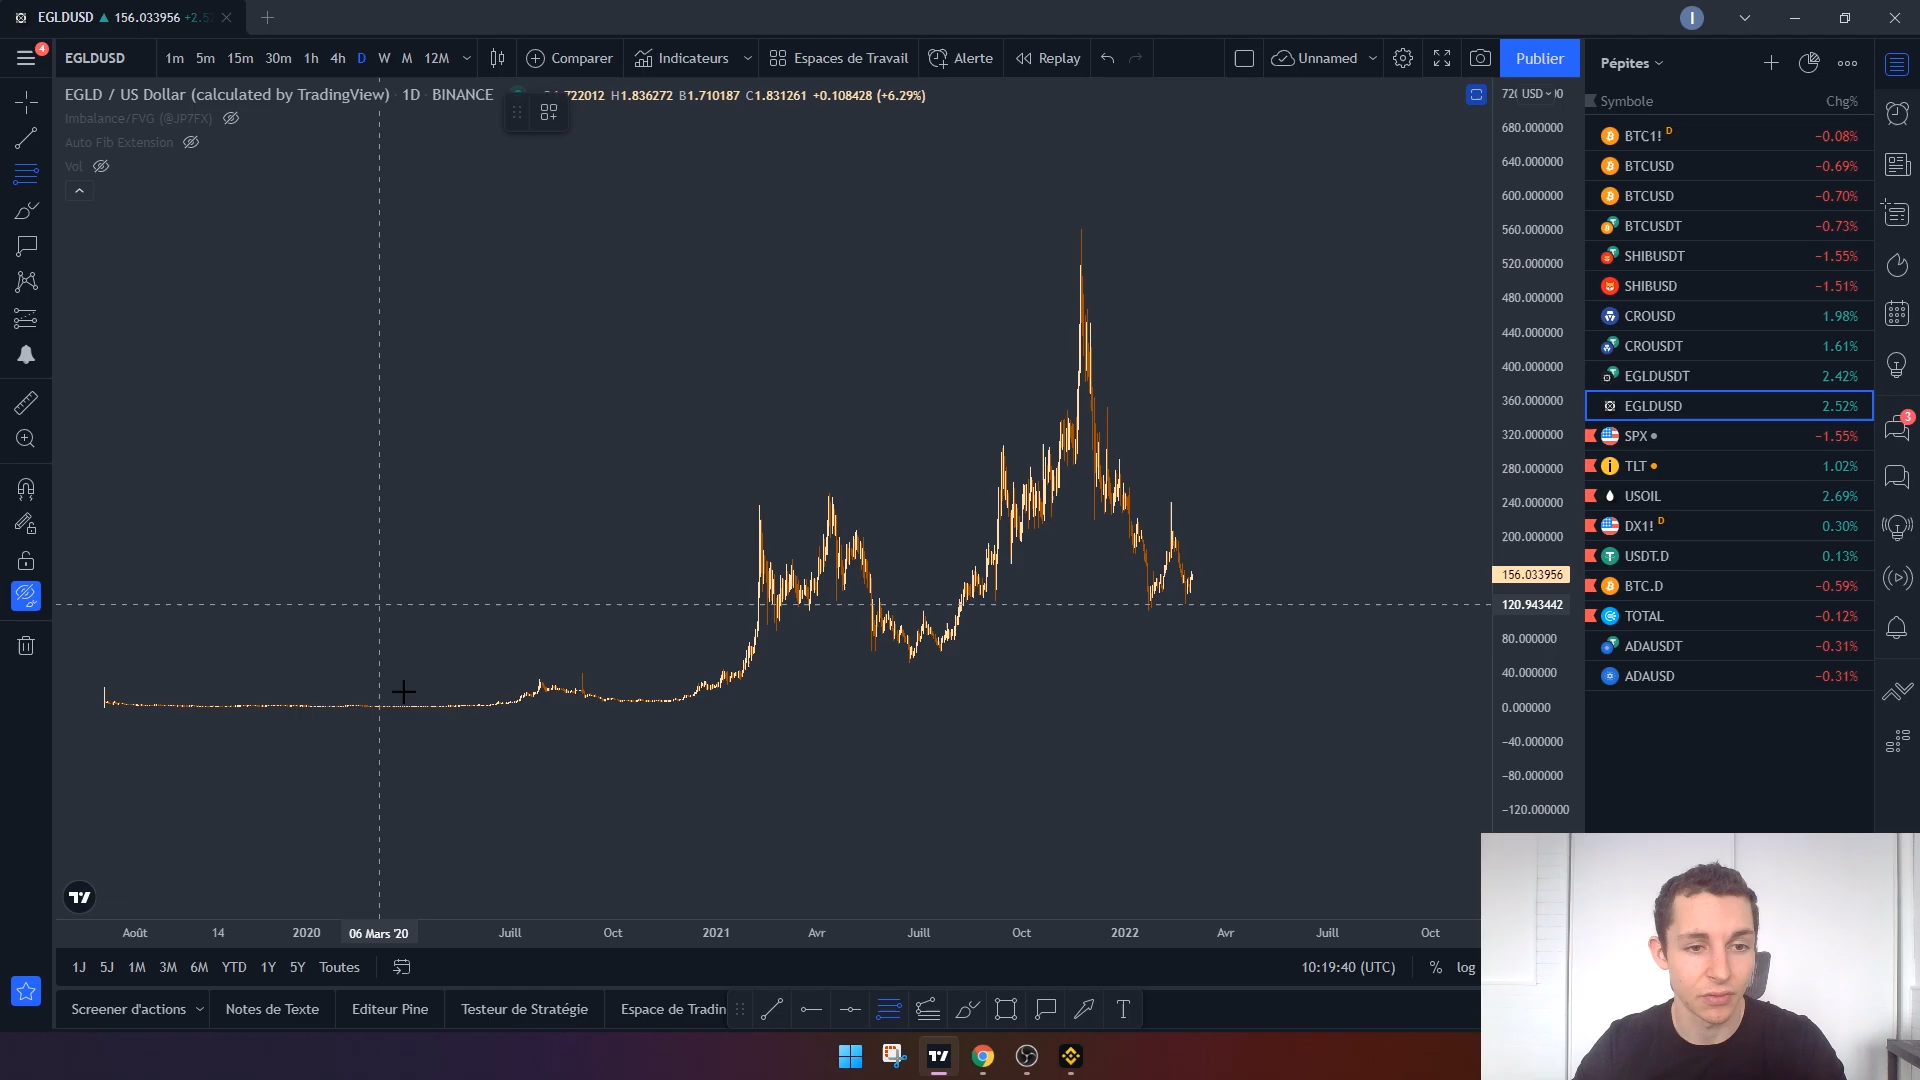 EGLDUSD ▲ 156.033956 +2.5
I
4
EGLDUSD 1m 5m 15m 30m 1h 4h D W M 12M Comparer Indicateurs Espaces de Travail Alerte Replay Unnamed Publier
EGLD / US Dollar (calculated by TradingView) · 1D · BINANCE 722012 H1.836272 B1.710187 C1.831261 +0.108428 (+6.29%)
Imbalance/FVG (@JP7FX)
Auto Fib Extension
Vol
USD
680.000000
640.000000
600.000000
560.000000
520.000000
480.000000
440.000000
400.000000
360.000000
320.000000
280.000000
240.000000
200.000000
156.033956
120.943442
80.000000
40.000000
0.000000
−40.000000
−80.000000
−120.000000
Août 14 2020 06 Mars '20 Juill Oct 2021 Avr Juill Oct 2022 Avr Juill Oct
1J 5J 1M 3M 6M YTD 1Y 5Y Toutes 10:19:40 (UTC) % log
Screener d'actions Notes de Texte Editeur Pine Testeur de Stratégie Espace de Tradin
Pépites
Symbole Chg%
BTC1! D −0.08%
BTCUSD −0.69%
BTCUSD −0.70%
BTCUSDT −0.73%
SHIBUSDT −1.55%
SHIBUSD −1.51%
CROUSD 1.98%
CROUSDT 1.61%
EGLDUSDT 2.42%
EGLDUSD 2.52%
SPX −1.55%
TLT 1.02%
USOIL 2.69%
DX1! D 0.30%
USDT.D 0.13%
BTC.D −0.59%
TOTAL −0.12%
ADAUSDT −0.31%
ADAUSD −0.31%
3